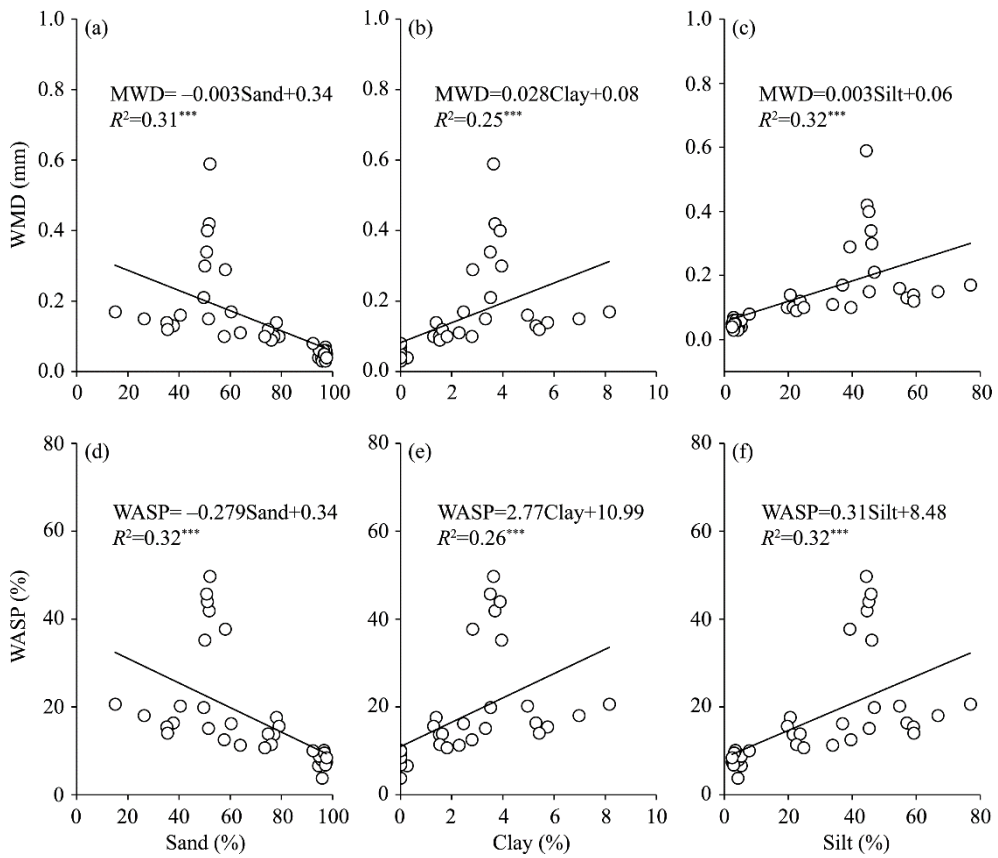 (a)
MWD= –0.003Sand+0.34
R²=0.31***
(b)
MWD=0.028Clay+0.08
R²=0.25***
(c)
MWD=0.003Silt+0.06
R²=0.32***
WMD (mm)
1.0
0.8
0.6
0.4
0.2
0.0
0 20 40 60 80 100
1.0
0.8
0.6
0.4
0.2
0.0
0 2 4 6 8 10
1.0
0.8
0.6
0.4
0.2
0.0
0 20 40 60 80
(d)
WASP= –0.279Sand+0.34
R²=0.32***
(e)
WASP=2.77Clay+10.99
R²=0.26***
(f)
WASP=0.31Silt+8.48
R²=0.32***
WASP (%)
80
60
40
20
0
0 20 40 60 80 100
Sand (%)
80
60
40
20
0
0 2 4 6 8 10
Clay (%)
80
60
40
20
0
0 20 40 60 80
Silt (%)